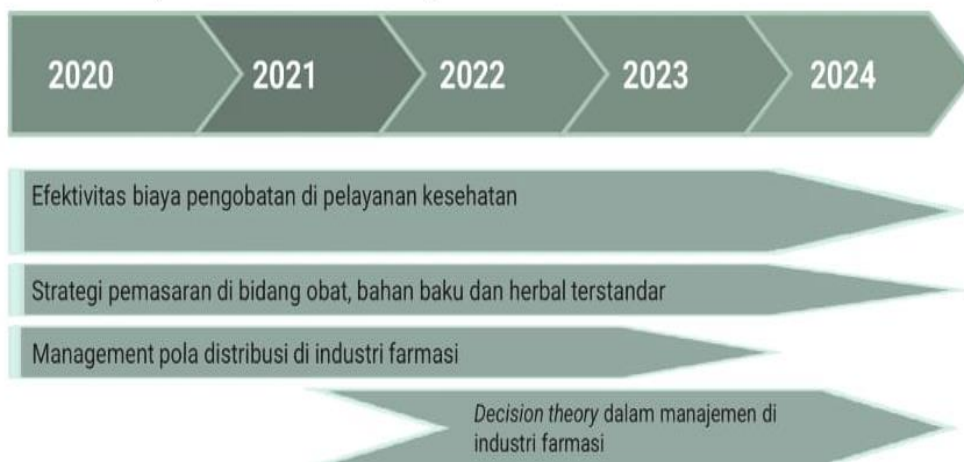 2020 2021 2022 2023 2024
Efektivitas biaya pengobatan di pelayanan kesehatan
Strategi pemasaran di bidang obat, bahan baku dan herbal terstandar
Management pola distribusi di industri farmasi
Decision theory dalam manajemen di
industri farmasi